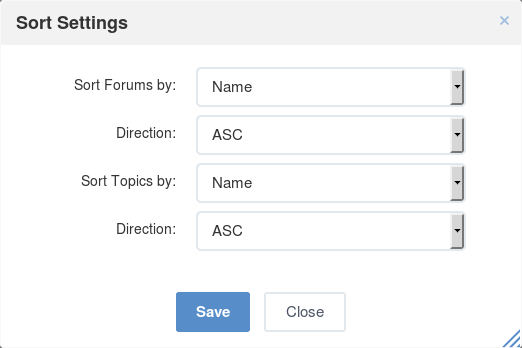 Sort Settings ×
Sort Forums by: Name
Direction: ASC
Sort Topics by: Name
Direction: ASC
Save Close